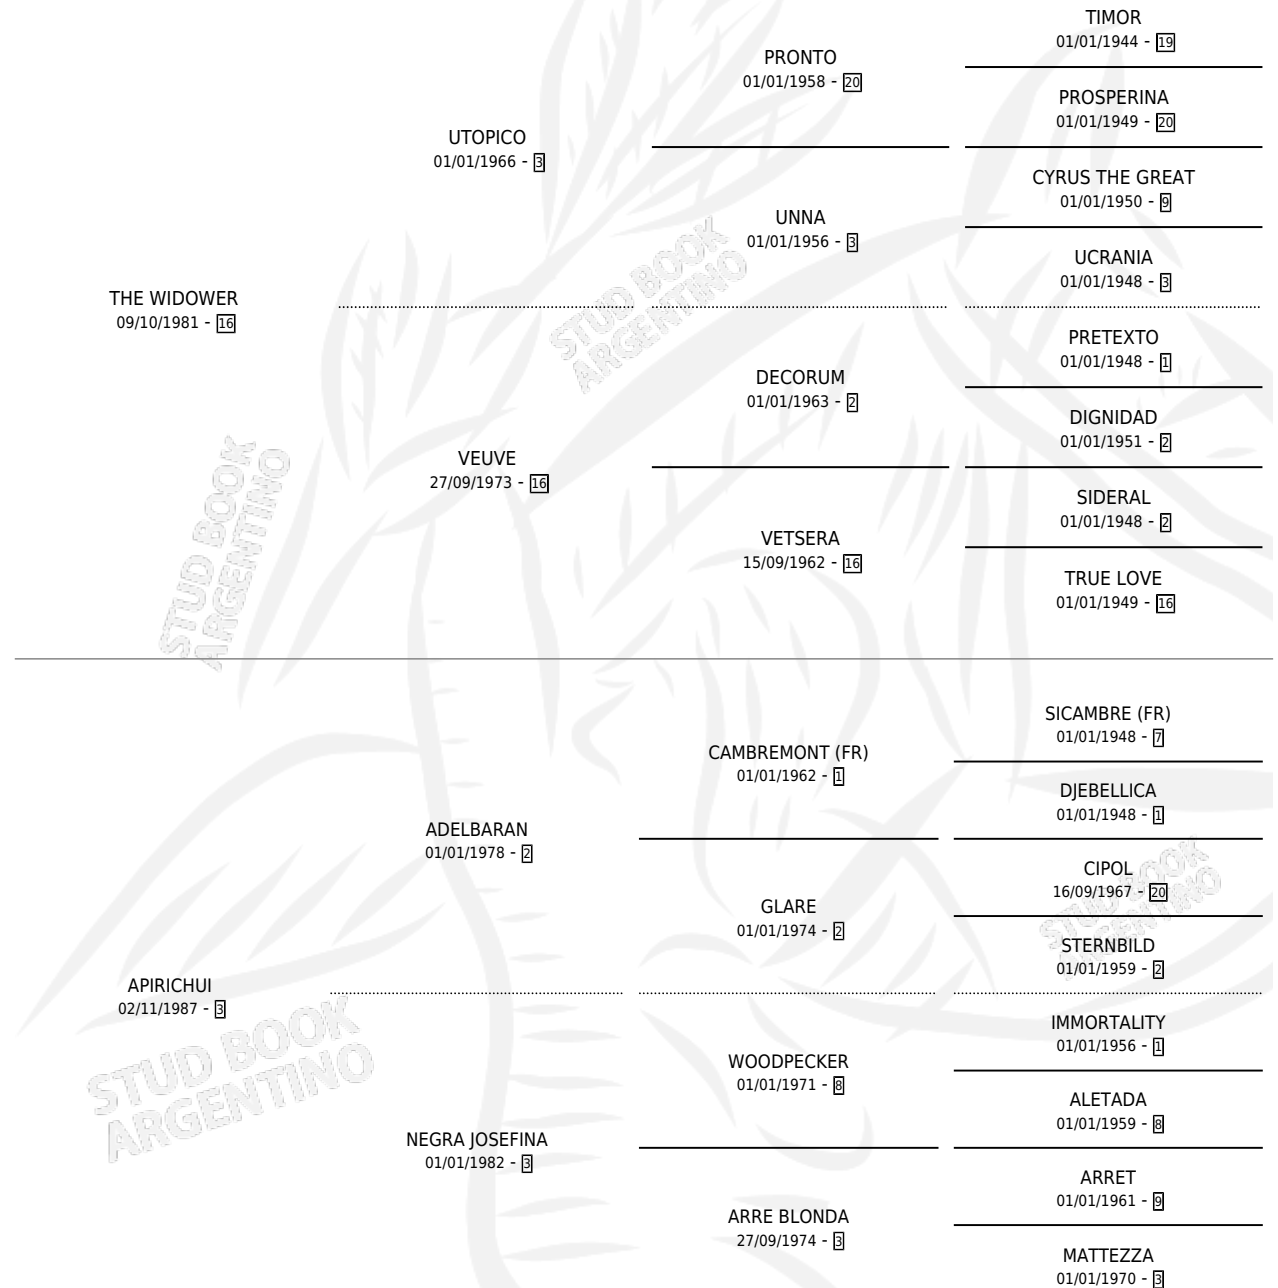 TIMOR
01/01/1944 - 19
PRONTO
01/01/1958 - 20
PROSPERINA
01/01/1949 - 20
UTOPICO
01/01/1966 - 3
CYRUS THE GREAT
01/01/1950 - 9
UNNA
01/01/1956 - 3
UCRANIA
01/01/1948 - 3
THE WIDOWER
09/10/1981 - 16
PRETEXTO
01/01/1948 - 1
DECORUM
01/01/1963 - 2
DIGNIDAD
01/01/1951 - 2
VEUVE
27/09/1973 - 16
SIDERAL
01/01/1948 - 2
VETSERA
15/09/1962 - 16
TRUE LOVE
01/01/1949 - 16
STUD BOOK
ARGENTINO
STUD BOOK
ARGENTINO
SICAMBRE (FR)
01/01/1948 - 7
CAMBREMONT (FR)
01/01/1962 - 1
DJEBELLICA
01/01/1948 - 1
ADELBARAN
01/01/1978 - 2
CIPOL
16/09/1967 - 20
GLARE
01/01/1974 - 2
STERNBILD
01/01/1959 - 2
STUD BOOK
ARGENTINO
APIRICHUI
02/11/1987 - 3
IMMORTALITY
01/01/1956 - 1
WOODPECKER
01/01/1971 - 8
ALETADA
01/01/1959 - 8
NEGRA JOSEFINA
01/01/1982 - 3
ARRET
01/01/1961 - 9
ARRE BLONDA
27/09/1974 - 3
MATTEZZA
01/01/1970 - 3
STUD BOOK
ARGENTINO